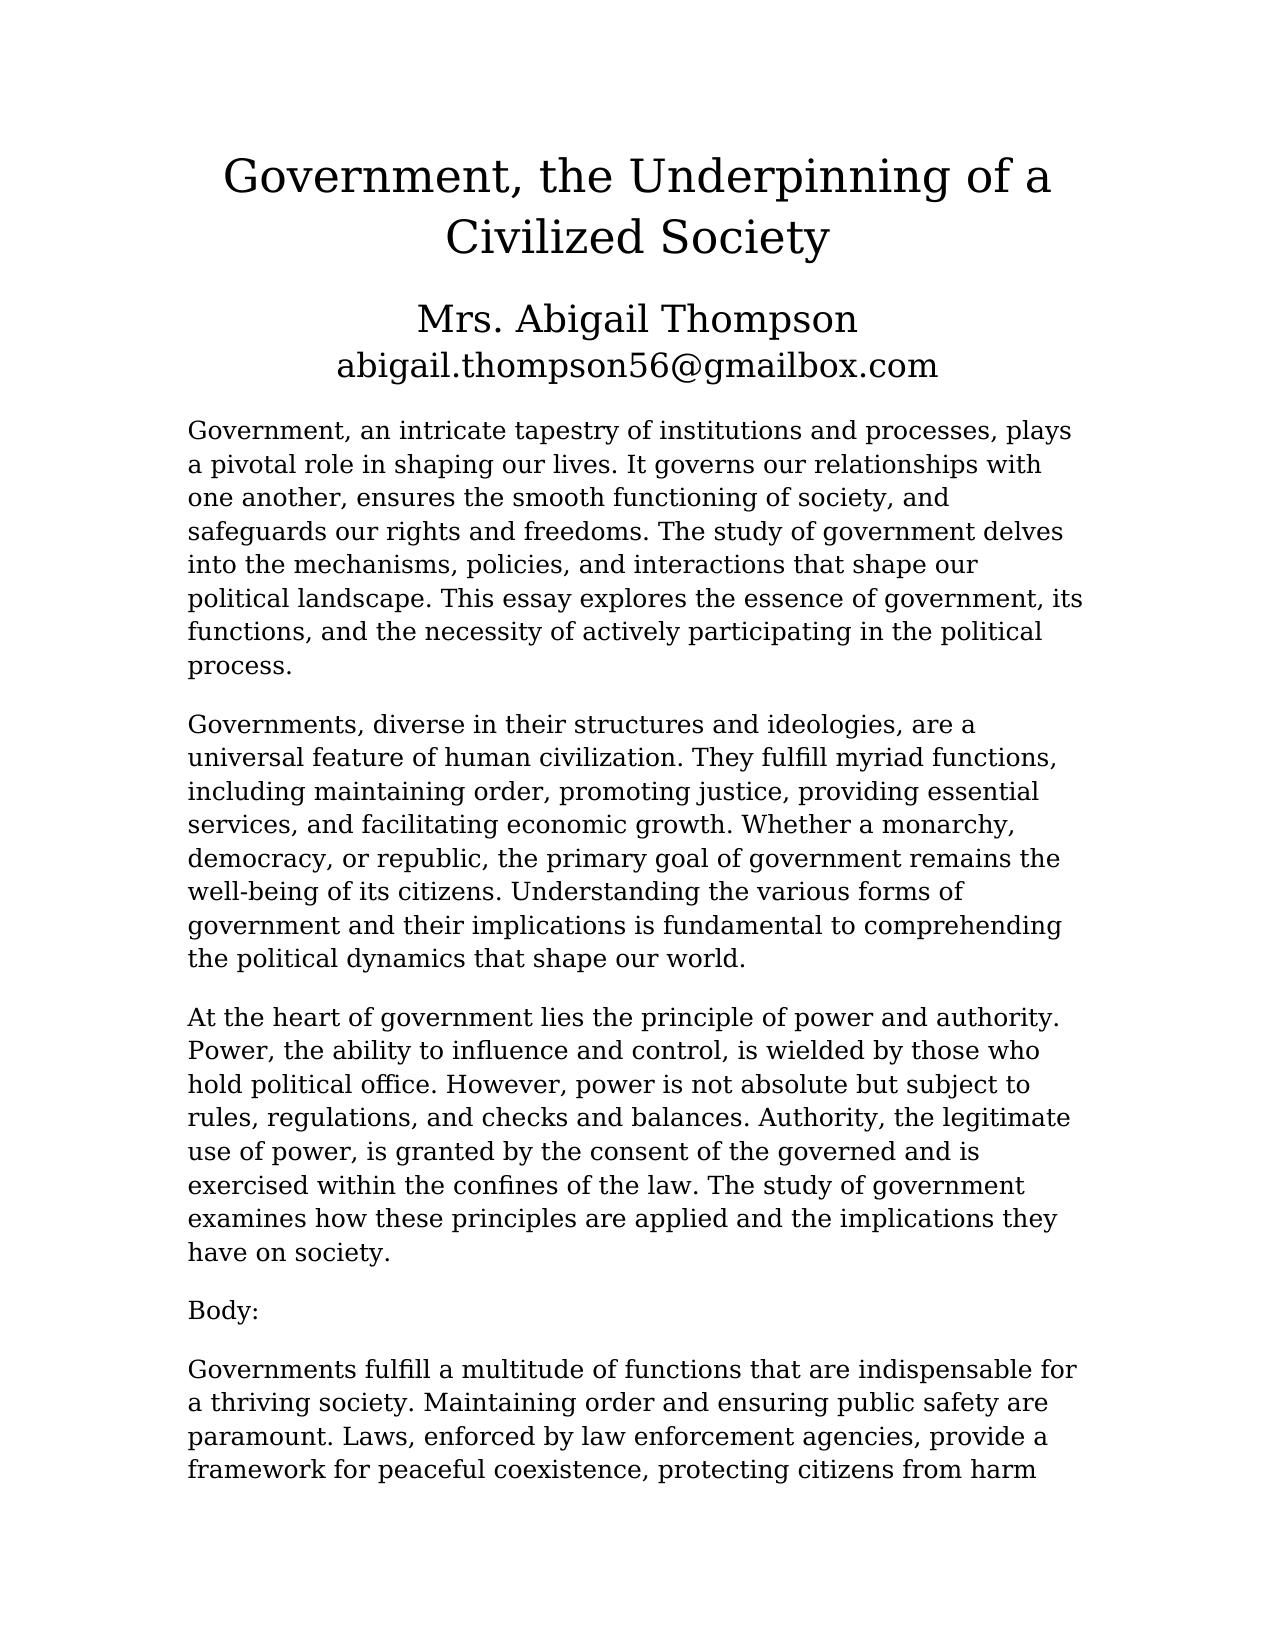 Government, the Underpinning of a
Civilized Society
Mrs. Abigail Thompson
abigail.thompson56@gmailbox.com
Government, an intricate tapestry of institutions and processes, plays
a pivotal role in shaping our lives. It governs our relationships with
one another, ensures the smooth functioning of society, and
safeguards our rights and freedoms. The study of government delves
into the mechanisms, policies, and interactions that shape our
political landscape. This essay explores the essence of government, its
functions, and the necessity of actively participating in the political
process.
Governments, diverse in their structures and ideologies, are a
universal feature of human civilization. They fulfill myriad functions,
including maintaining order, promoting justice, providing essential
services, and facilitating economic growth. Whether a monarchy,
democracy, or republic, the primary goal of government remains the
well-being of its citizens. Understanding the various forms of
government and their implications is fundamental to comprehending
the political dynamics that shape our world.
At the heart of government lies the principle of power and authority.
Power, the ability to influence and control, is wielded by those who
hold political office. However, power is not absolute but subject to
rules, regulations, and checks and balances. Authority, the legitimate
use of power, is granted by the consent of the governed and is
exercised within the confines of the law. The study of government
examines how these principles are applied and the implications they
have on society.
Body:
Governments fulfill a multitude of functions that are indispensable for
a thriving society. Maintaining order and ensuring public safety are
paramount. Laws, enforced by law enforcement agencies, provide a
framework for peaceful coexistence, protecting citizens from harm